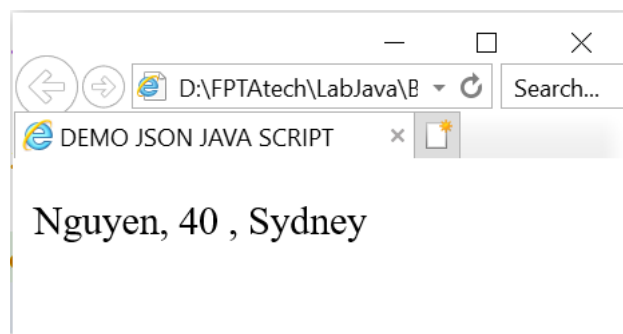 D:\FPTAtech\LabJava\B
Search...
DEMO JSON JAVA SCRIPT
Nguyen, 40 , Sydney